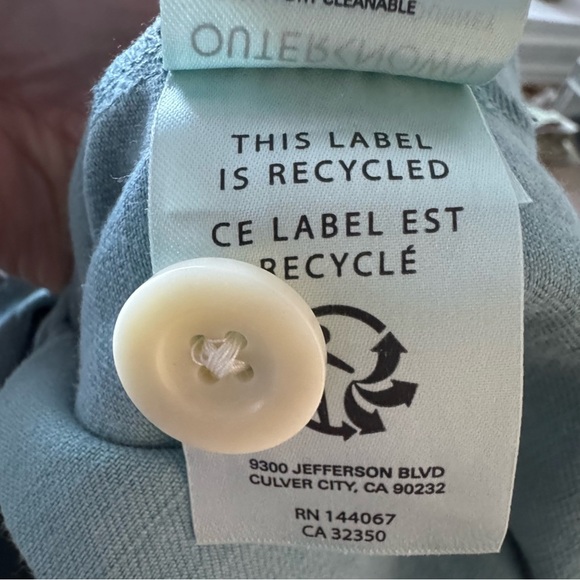 CLEANABLE
OUTERKNOWN
THIS LABEL
IS RECYCLED
CE LABEL EST
RECYCLÉ
9300 JEFFERSON BLVD
CULVER CITY, CA 90232
RN 144067
CA 32350